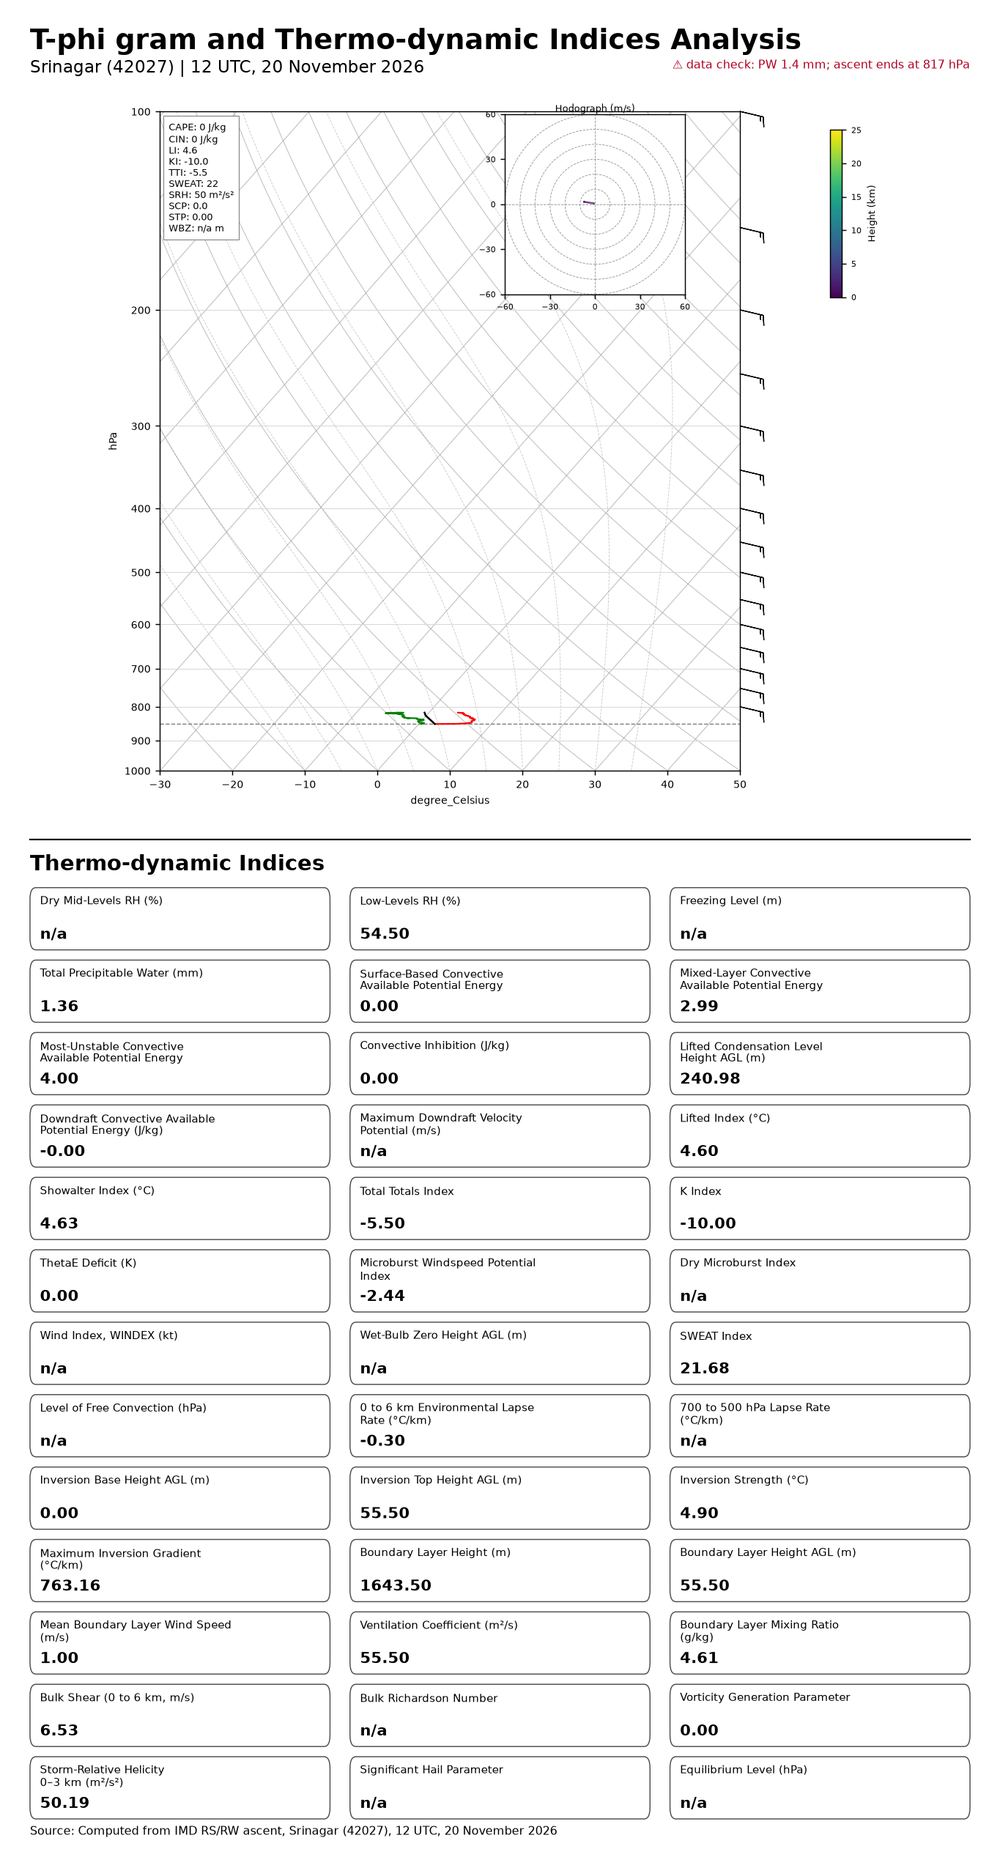 T-phi gram and Thermo-dynamic Indices Analysis
Srinagar (42027) | 12 UTC, 20 November 2026
⚠ data check: PW 1.4 mm; ascent ends at 817 hPa
Hodograph (m/s)
CAPE: 0 J/kg
CIN: 0 J/kg
LI: 4.6
KI: -10.0
TTI: -5.5
SWEAT: 22
SRH: 50 m²/s²
SCP: 0.0
STP: 0.00
WBZ: n/a m
60
30
0
−30
−60
−60 −30 0 30 60
25
20
15
10
5
0
Height (km)
100
200
300
400
500
600
700
800
900
1000
hPa
−30 −20 −10 0 10 20 30 40 50
degree_Celsius
Thermo-dynamic Indices
Dry Mid-Levels RH (%)
n/a
Low-Levels RH (%)
54.50
Freezing Level (m)
n/a
Total Precipitable Water (mm)
1.36
Surface-Based Convective
Available Potential Energy
0.00
Mixed-Layer Convective
Available Potential Energy
2.99
Most-Unstable Convective
Available Potential Energy
4.00
Convective Inhibition (J/kg)
0.00
Lifted Condensation Level
Height AGL (m)
240.98
Downdraft Convective Available
Potential Energy (J/kg)
-0.00
Maximum Downdraft Velocity
Potential (m/s)
n/a
Lifted Index (°C)
4.60
Showalter Index (°C)
4.63
Total Totals Index
-5.50
K Index
-10.00
ThetaE Deficit (K)
0.00
Microburst Windspeed Potential
Index
-2.44
Dry Microburst Index
n/a
Wind Index, WINDEX (kt)
n/a
Wet-Bulb Zero Height AGL (m)
n/a
SWEAT Index
21.68
Level of Free Convection (hPa)
n/a
0 to 6 km Environmental Lapse
Rate (°C/km)
-0.30
700 to 500 hPa Lapse Rate
(°C/km)
n/a
Inversion Base Height AGL (m)
0.00
Inversion Top Height AGL (m)
55.50
Inversion Strength (°C)
4.90
Maximum Inversion Gradient
(°C/km)
763.16
Boundary Layer Height (m)
1643.50
Boundary Layer Height AGL (m)
55.50
Mean Boundary Layer Wind Speed
(m/s)
1.00
Ventilation Coefficient (m²/s)
55.50
Boundary Layer Mixing Ratio
(g/kg)
4.61
Bulk Shear (0 to 6 km, m/s)
6.53
Bulk Richardson Number
n/a
Vorticity Generation Parameter
0.00
Storm-Relative Helicity
0–3 km (m²/s²)
50.19
Significant Hail Parameter
n/a
Equilibrium Level (hPa)
n/a
Source: Computed from IMD RS/RW ascent, Srinagar (42027), 12 UTC, 20 November 2026